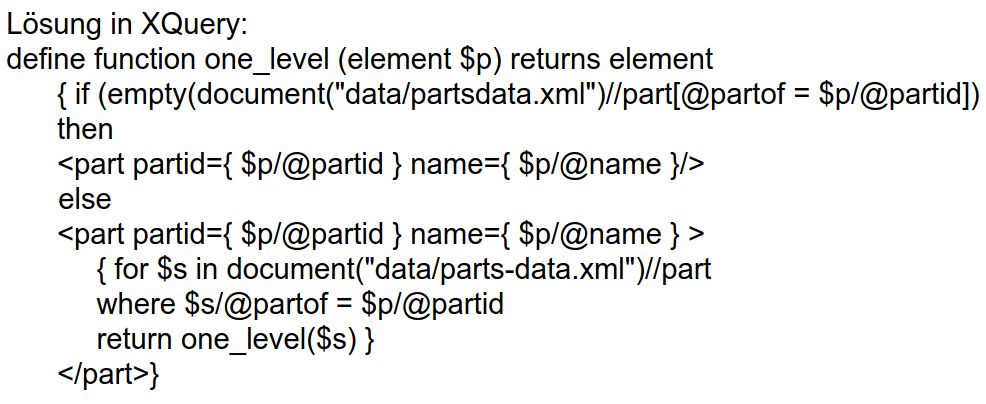 Lösung in XQuery:
define function one_level (element $p) returns element
{ if (empty(document("data/partsdata.xml")//part[@partof = $p/@partid])
then
<part partid={ $p/@partid } name={ $p/@name }/>
else
<part partid={ $p/@partid } name={ $p/@name } >
{ for $s in document("data/parts-data.xml")//part
where $s/@partof = $p/@partid
return one_level($s) }
</part>}